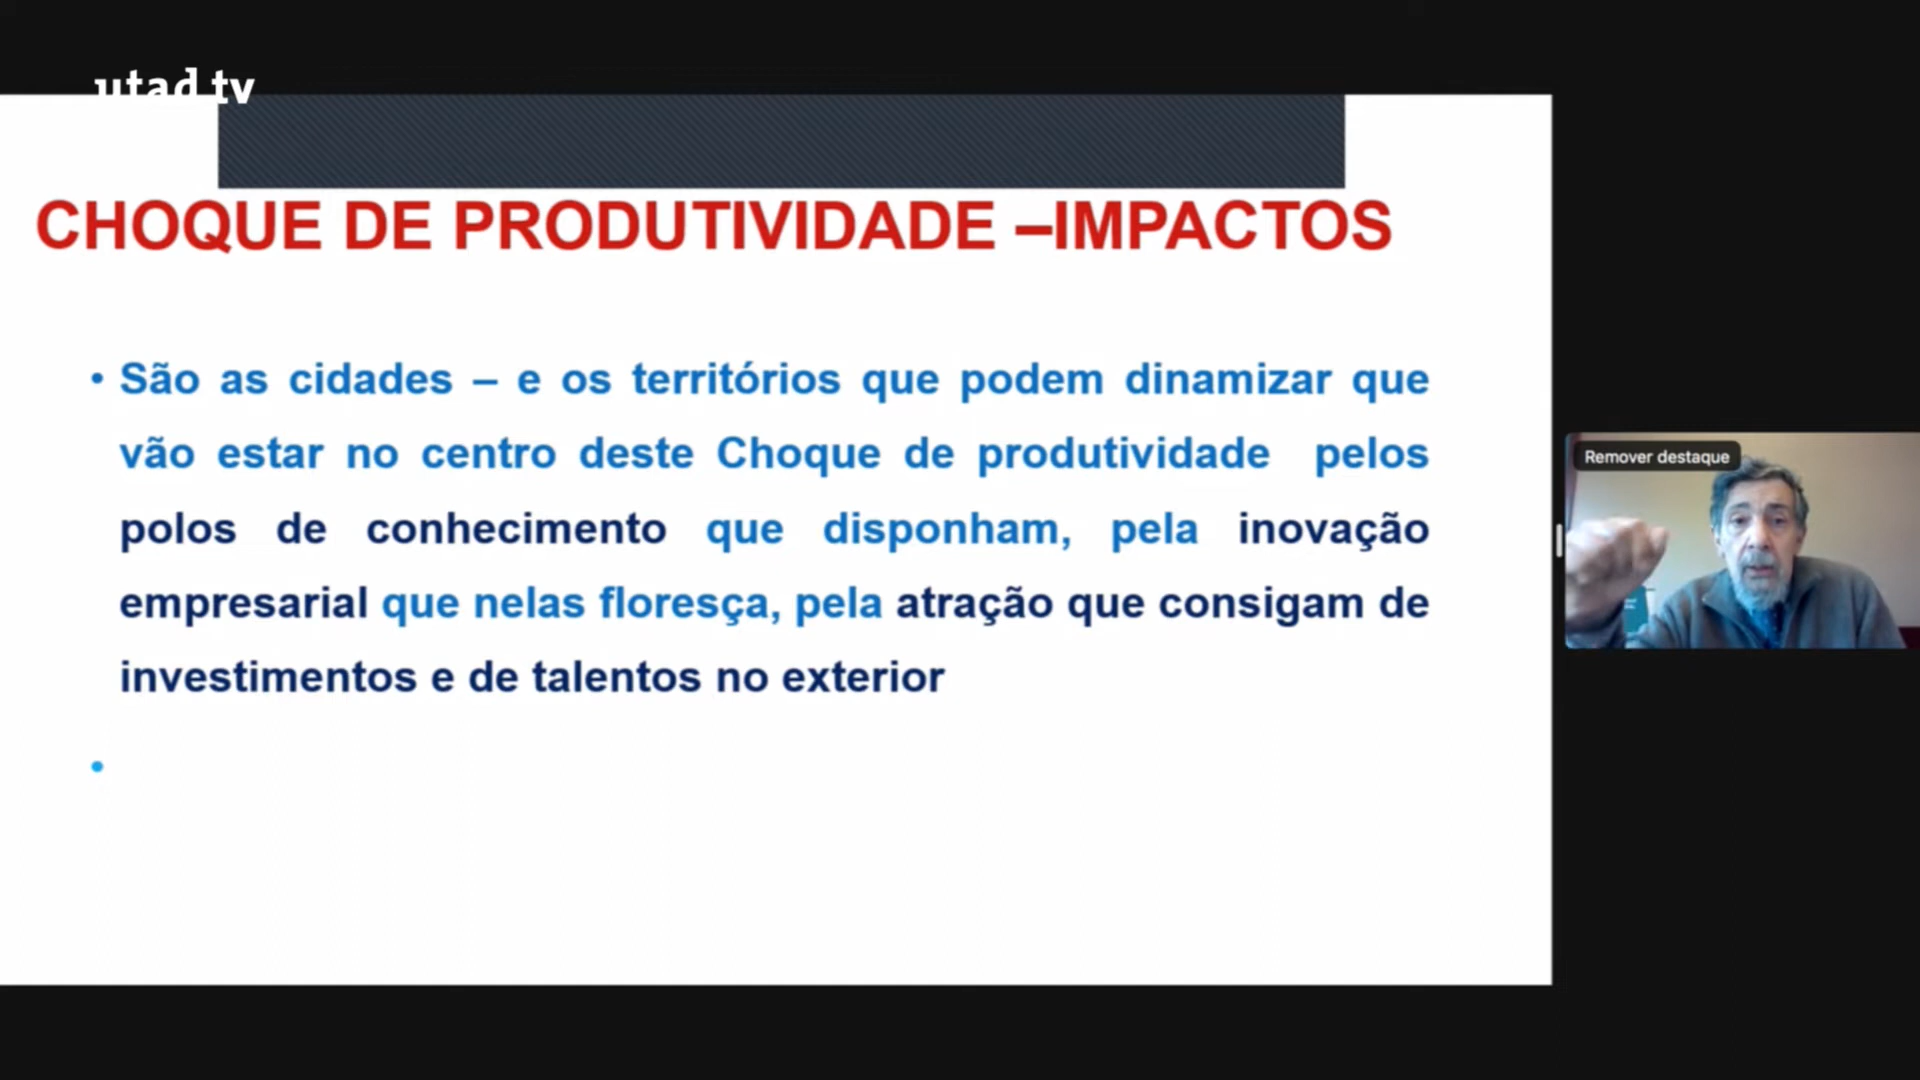 utad tv
CHOQUE DE PRODUTIVIDADE –IMPACTOS
• São as cidades – e os territórios que podem dinamizar que
vão estar no centro deste Choque de produtividade pelos
polos de conhecimento que disponham, pela inovação
empresarial que nelas floresça, pela atração que consigam de
investimentos e de talentos no exterior
•
Remover destaque